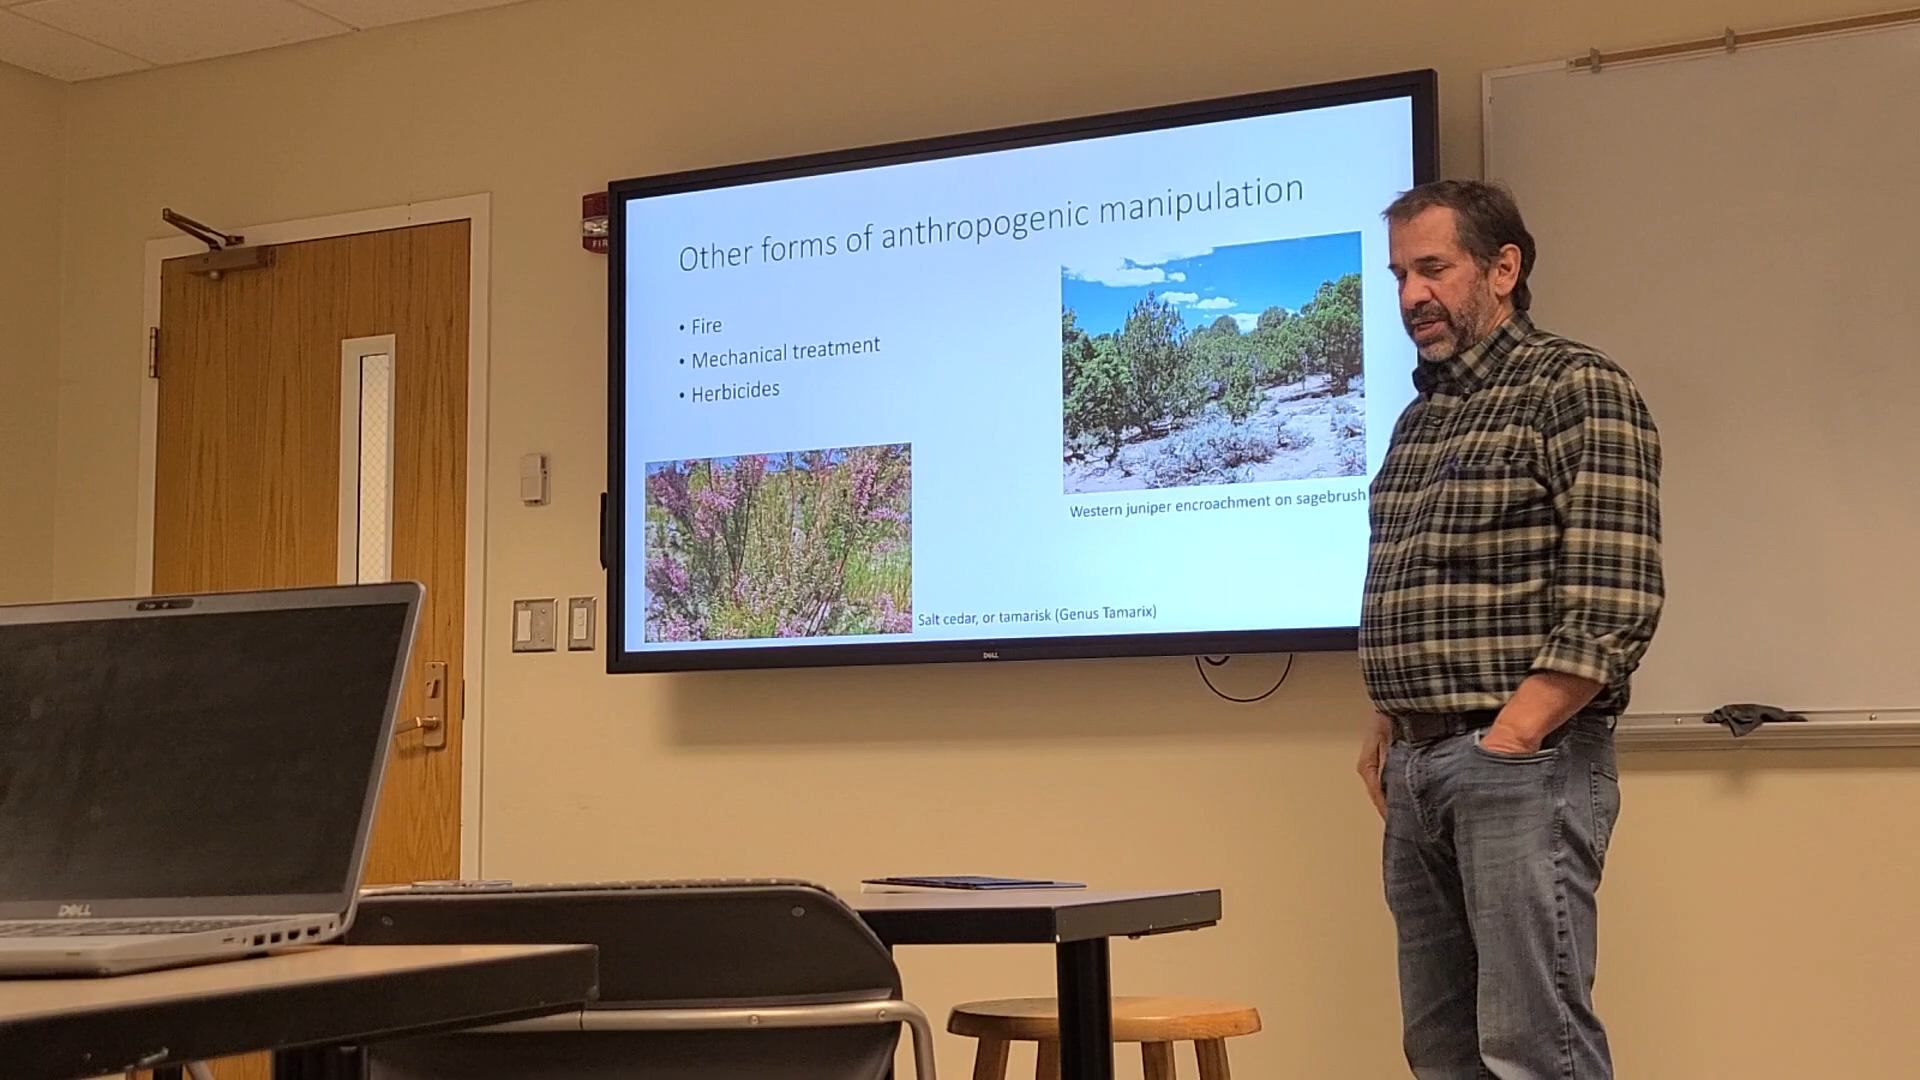 Other forms of anthropogenic manipulation
• Fire
• Mechanical treatment
• Herbicides
Western juniper encroachment on sagebrush
Salt cedar, or tamarisk (Genus Tamarix)
DELL
DELL
FIR